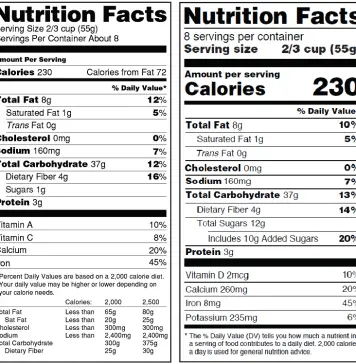 Nutrition Facts
Serving Size 2/3 cup (55g)
Servings Per Container About 8
Amount Per Serving
Calories 230 Calories from Fat 72
% Daily Value*
Total Fat 8g 12%
Saturated Fat 1g 5%
Trans Fat 0g
Cholesterol 0mg 0%
Sodium 160mg 7%
Total Carbohydrate 37g 12%
Dietary Fiber 4g 16%
Sugars 1g
Protein 3g
Vitamin A 10%
Vitamin C 8%
Calcium 20%
Iron 45%
Percent Daily Values are based on a 2,000 calorie diet.
Your daily value may be higher or lower depending on
your calorie needs.
Calories: 2,000 2,500
Total Fat Less than 65g 80g
Sat Fat Less than 20g 25g
Cholesterol Less than 300mg 300mg
Sodium Less than 2,400mg 2,400mg
Total Carbohydrate 300g 375g
Dietary Fiber 25g 30g
Nutrition Facts
8 servings per container
Serving size 2/3 cup (55g
Amount per serving
Calories 230
% Daily Value
Total Fat 8g 10%
Saturated Fat 1g 5%
Trans Fat 0g
Cholesterol 0mg 0%
Sodium 160mg 7%
Total Carbohydrate 37g 13%
Dietary Fiber 4g 14%
Total Sugars 12g
Includes 10g Added Sugars 20%
Protein 3g
Vitamin D 2mcg 10%
Calcium 260mg 20%
Iron 8mg 45%
Potassium 235mg 6%
* The % Daily Value (DV) tells you how much a nutrient in
a serving of food contributes to a daily diet. 2,000 calorie
a day is used for general nutrition advice.